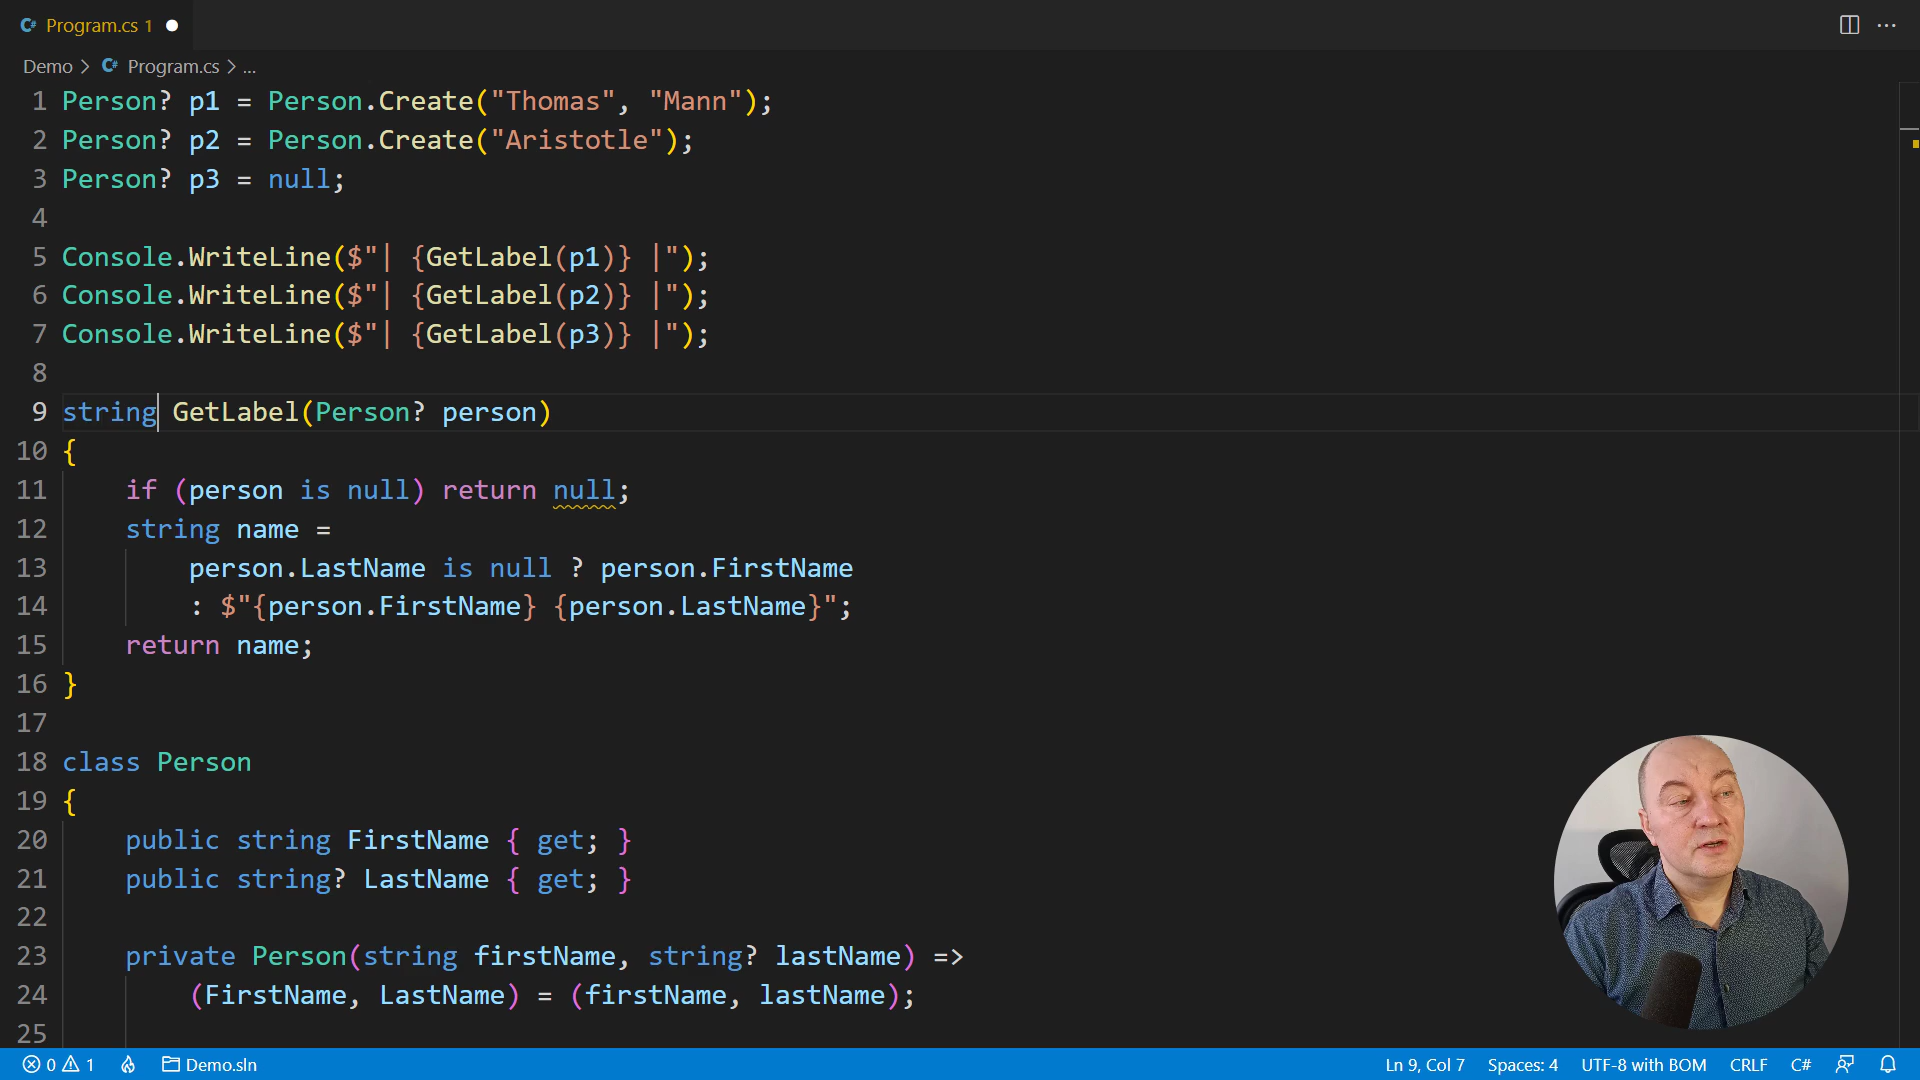 C# Program.cs 1
Demo > C# Program.cs > ...
1 Person? p1 = Person.Create("Thomas", "Mann");
2 Person? p2 = Person.Create("Aristotle");
3 Person? p3 = null;
4
5 Console.WriteLine($"| {GetLabel(p1)} |");
6 Console.WriteLine($"| {GetLabel(p2)} |");
7 Console.WriteLine($"| {GetLabel(p3)} |");
8
9 string GetLabel(Person? person)
10 {
11     if (person is null) return null;
12     string name =
13         person.LastName is null ? person.FirstName
14         : $"{person.FirstName} {person.LastName}";
15     return name;
16 }
17
18 class Person
19 {
20     public string FirstName { get; }
21     public string? LastName { get; }
22
23     private Person(string firstName, string? lastName) =>
24         (FirstName, LastName) = (firstName, lastName);
25
0 1 Demo.sln Ln 9, Col 7 Spaces: 4 UTF-8 with BOM CRLF C#